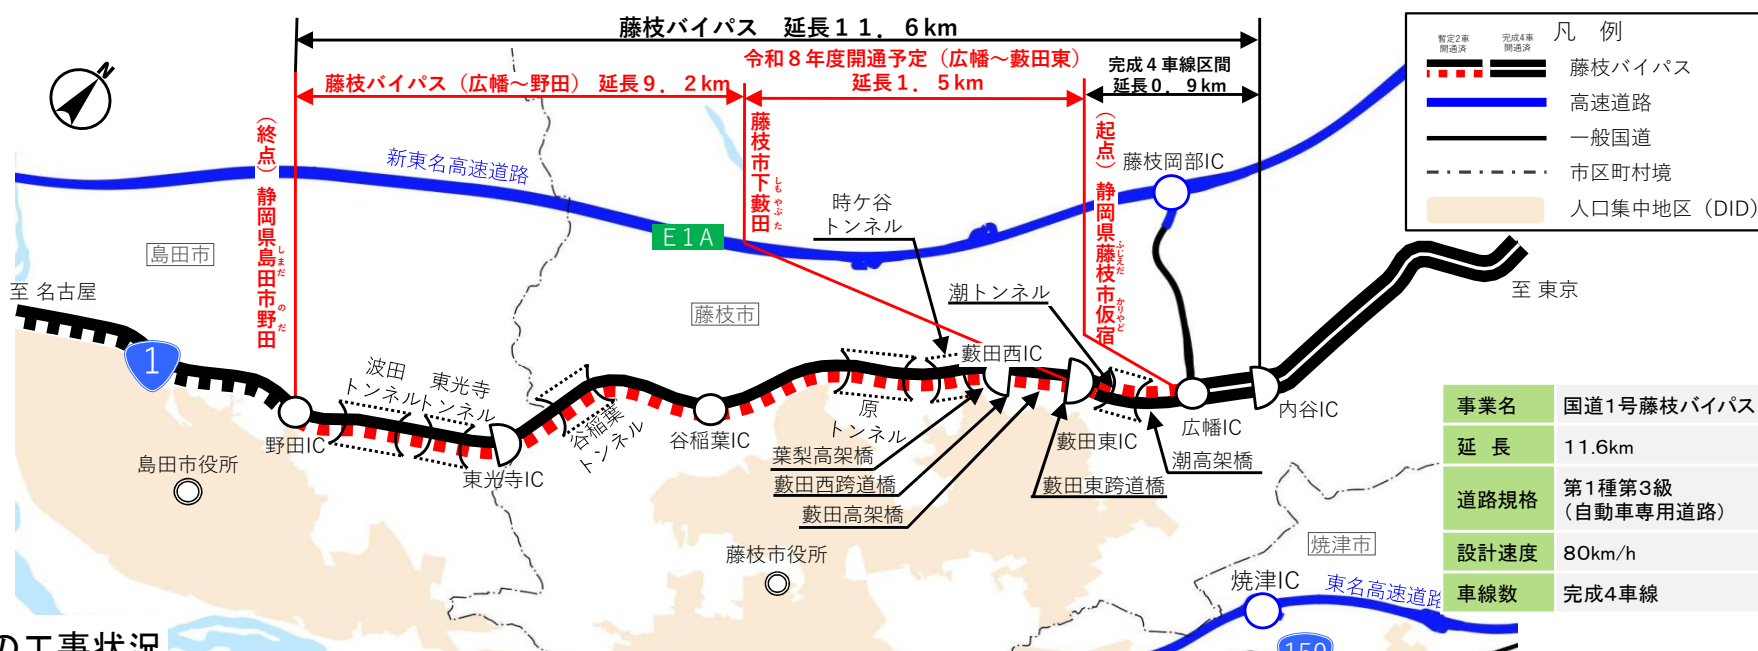 藤枝バイパス 延長11.6km
藤枝バイパス（広幡～野田） 延長9.2km
令和8年度開通予定（広幡～藪田東）
延長1.5km
完成4車線区間
延長0.9km
凡 例
暫定2車
開通済
完成4車
開通済
藤枝バイパス
高速道路
一般国道
市区町村境
人口集中地区（DID）
N
（終点）静岡県島田市野田
しまだ
のだ
藤枝市下藪田
しもやぶた
（起点）静岡県藤枝市仮宿
ふじえだ
かりやど
新東名高速道路
E1A
藤枝岡部IC
時ケ谷
トンネル
潮トンネル
島田市
藤枝市
至 名古屋
至 東京
1
波田
トンネル
東光寺
トンネル
谷稲葉
トンネル
原
トンネル
藪田西IC
野田IC
東光寺IC
谷稲葉IC
藪田東IC
広幡IC
内谷IC
葉梨高架橋
藪田西跨道橋
藪田高架橋
藪田東跨道橋
潮高架橋
島田市役所
藤枝市役所
焼津市
焼津IC
東名高速道路
150
事業名 国道1号藤枝バイパス
延 長 11.6km
道路規格 第1種第3級
（自動車専用道路）
設計速度 80km/h
車線数 完成4車線
の工事状況